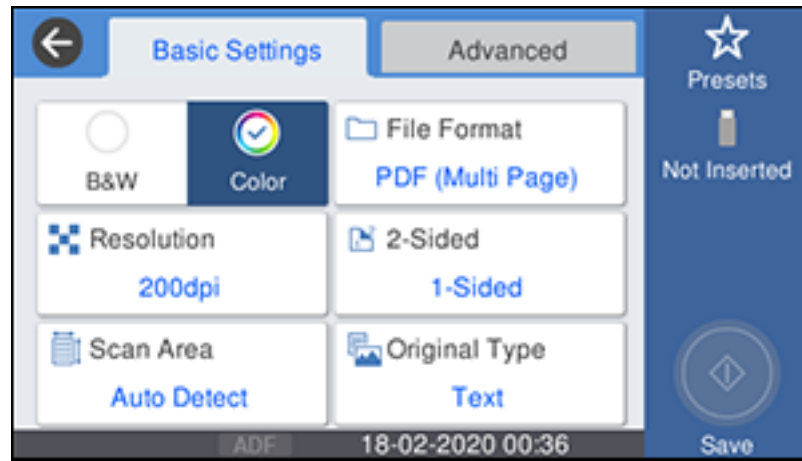 Basic Settings
Advanced
Presets
Not Inserted
B&W
Color
File Format
PDF (Multi Page)
Resolution
200dpi
2-Sided
1-Sided
Scan Area
Auto Detect
Original Type
Text
ADF
18-02-2020 00:36
Save